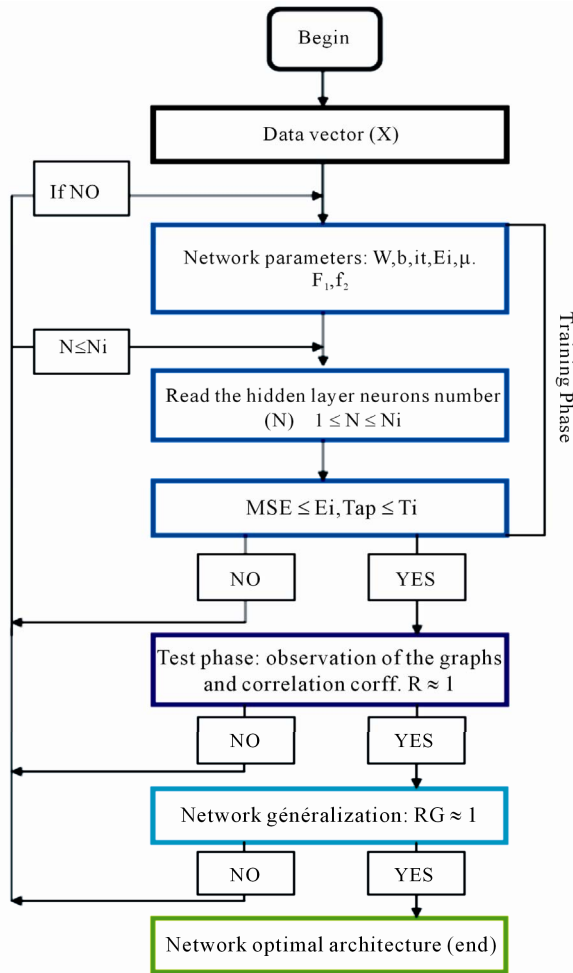 Begin
Data vector (X)
If NO
Network parameters: W,b,it,Ei,μ.
F₁,f₂
N≤Ni
Read the hidden layer neurons number
(N) 1 ≤ N ≤ Ni
MSE ≤ Ei,Tap ≤ Ti
Training Phase
NO
YES
Test phase: observation of the graphs
and correlation corff. R ≈ 1
NO
YES
Network généralization: RG ≈ 1
NO
YES
Network optimal architecture (end)